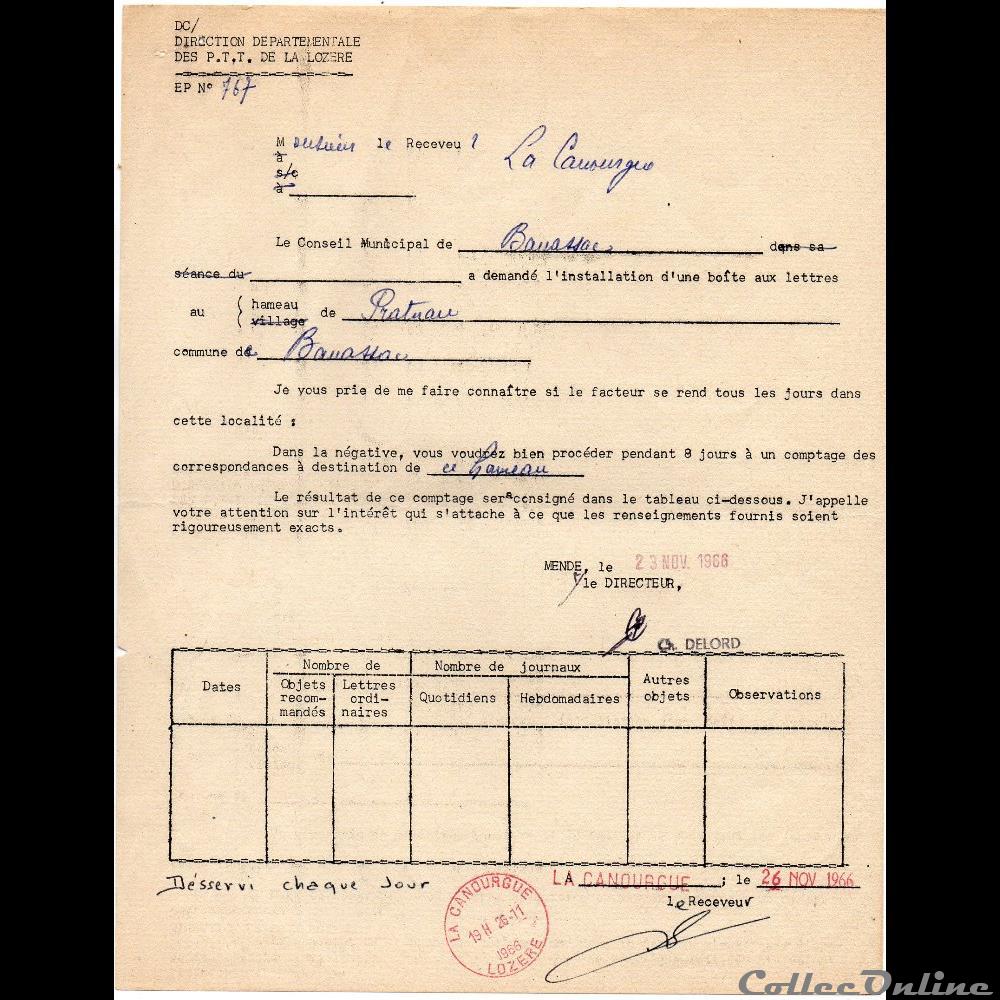 DC/
DIRECTION DEPARTEMENTALE
DES P.T.T. DE LA LOZERE
EP N° 767
Monsieur le Receveur La Canourgue
à
s/c
à
Le Conseil Municipal de Banassac dans sa
séance du a demandé l'installation d'une boîte aux lettres
au { hameau de
village
commune de Banassac
Je vous prie de me faire connaître si le facteur se rend tous les jours dans
cette localité :
Dans la négative, vous voudrez bien procéder pendant 8 jours à un comptage des
correspondances à destination de ce hameau
Le résultat de ce comptage sera consigné dans le tableau ci-dessous. J'appelle
votre attention sur l'intérêt qui s'attache à ce que les renseignements fournis soient
rigoureusement exacts.
MENDE, le 23 NOV. 1966
le DIRECTEUR,
Ch. DELORD
Nombre de Nombre de journaux
Dates Objets recommandés Lettres ordi-naires Quotidiens Hebdomadaires Autres objets Observations
Désservi chaque Jour
LA CANOURGUE ; le 26 NOV 1966
le Receveur
LA CANOURGUE
19 H 26-11
1966
LOZERE
CollecOnline